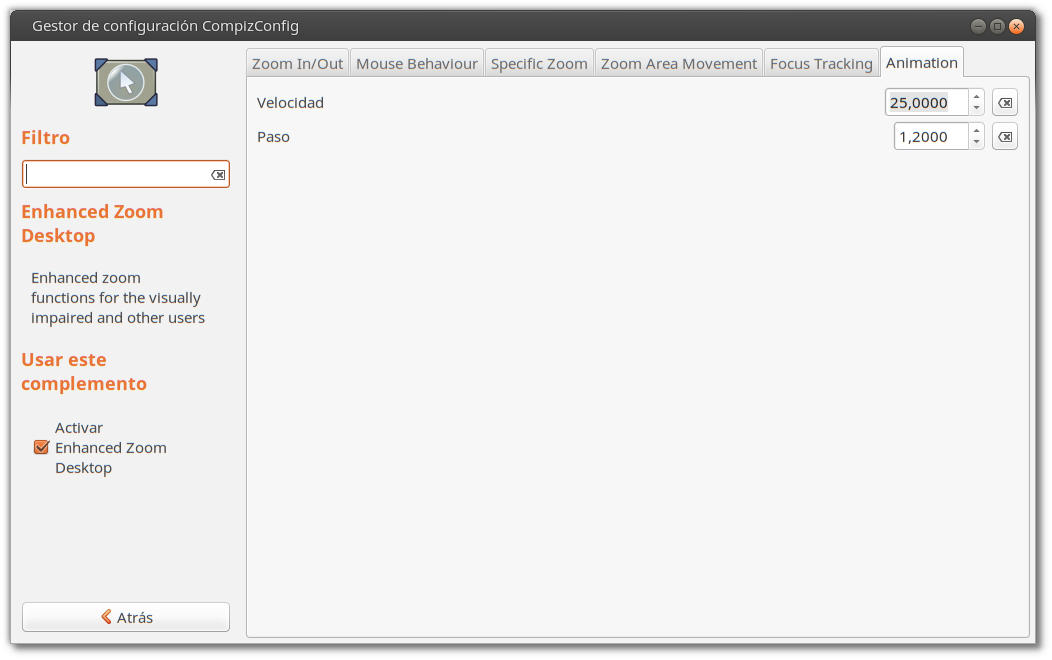 Gestor de configuración CompizConfig
Filtro
Enhanced Zoom
Desktop
Enhanced zoom
functions for the visually
impaired and other users
Usar este
complemento
Activar
Enhanced Zoom
Desktop
Atrás
Zoom In/Out Mouse Behaviour Specific Zoom Zoom Area Movement Focus Tracking Animation
Velocidad 25,0000
Paso 1,2000